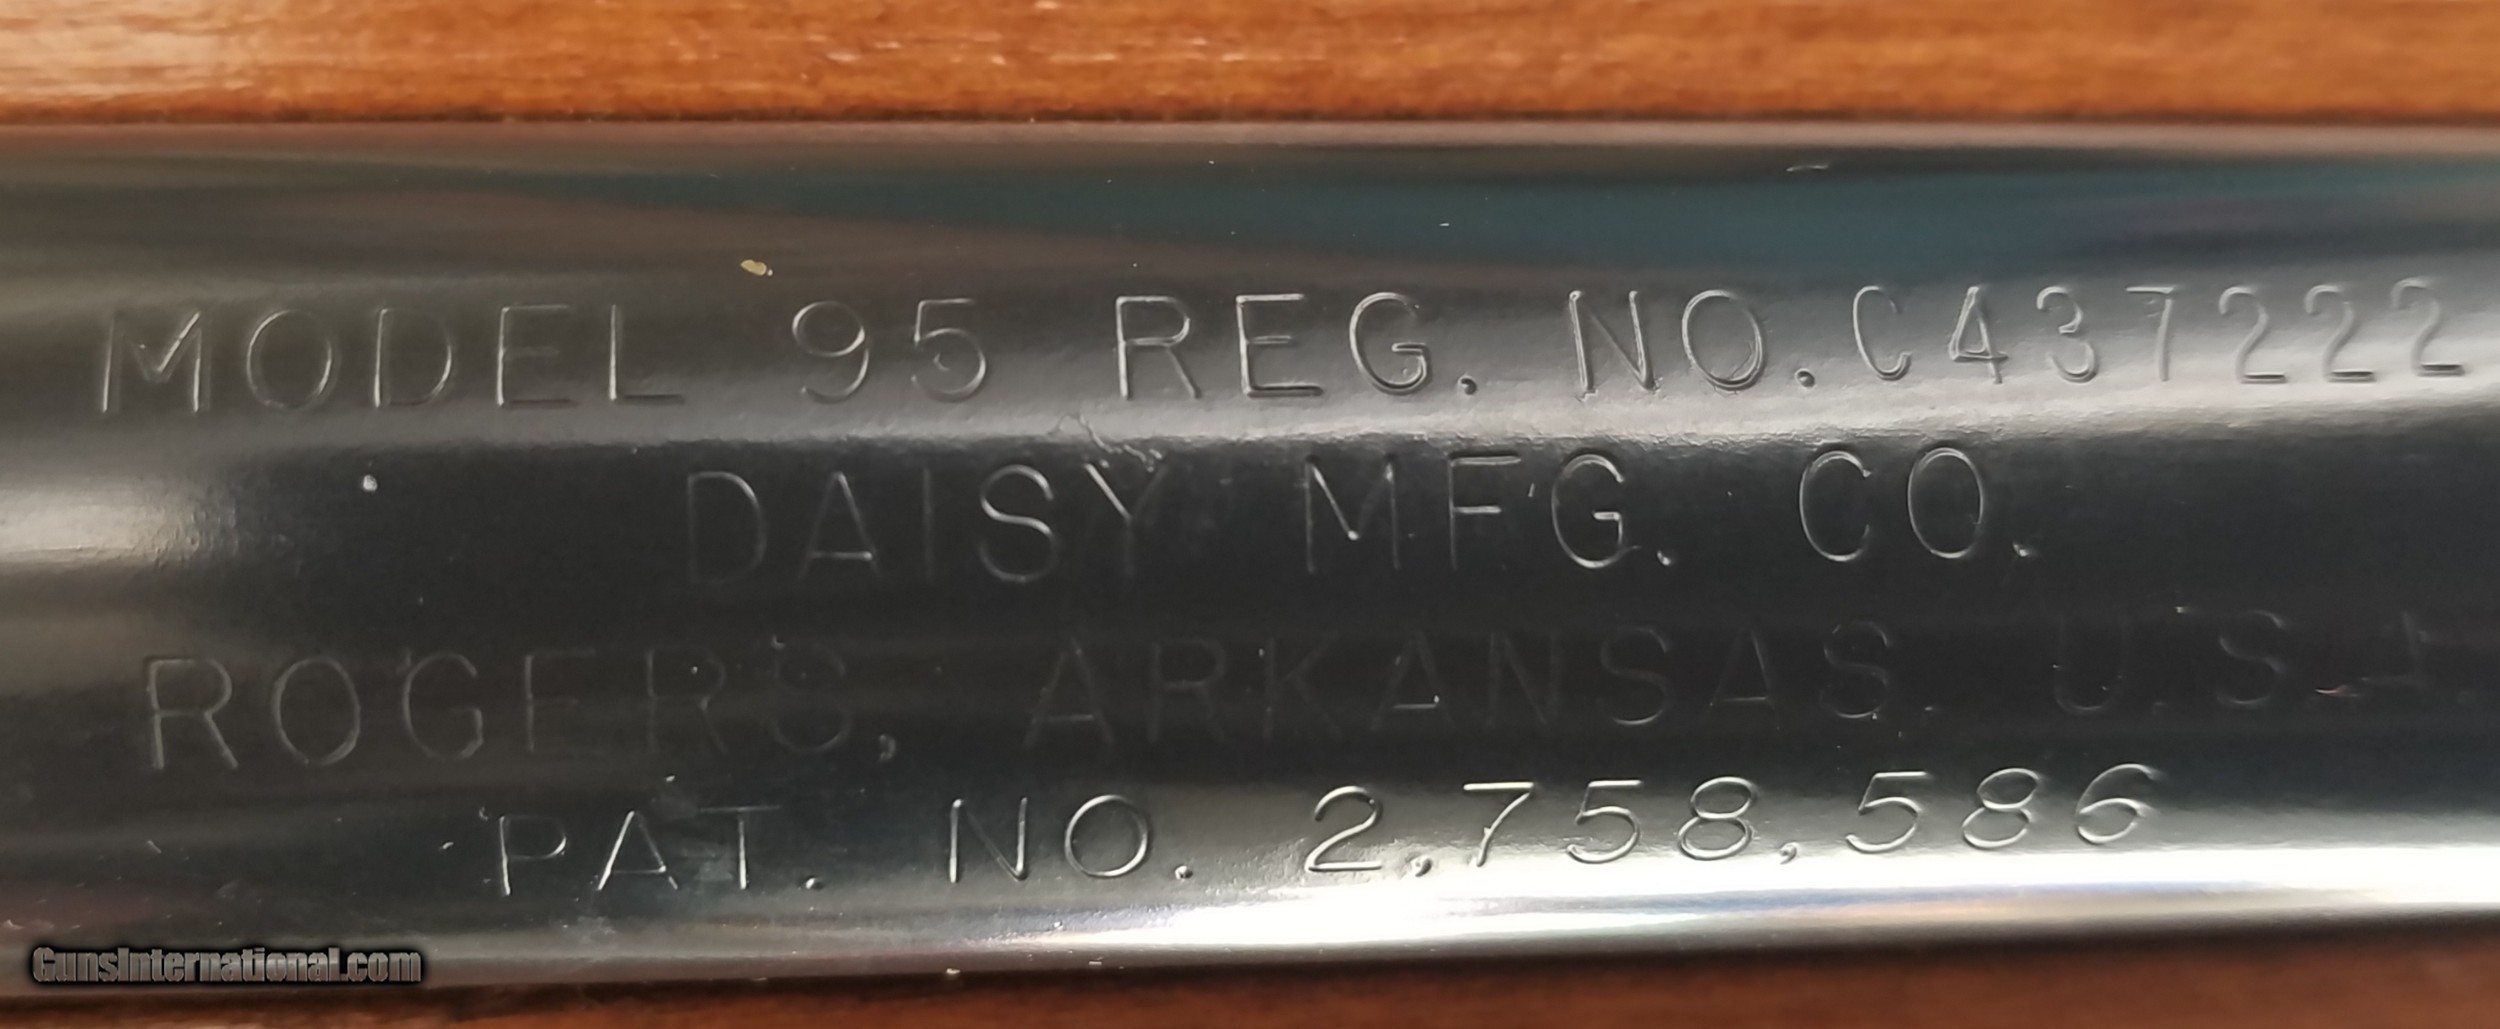 MODEL 95 REG. NO. C437222
DAISY MFG. CO.
ROGERS, ARKANSAS, U.S.A.
PAT. NO. 2,758,586
GunsInternational.com